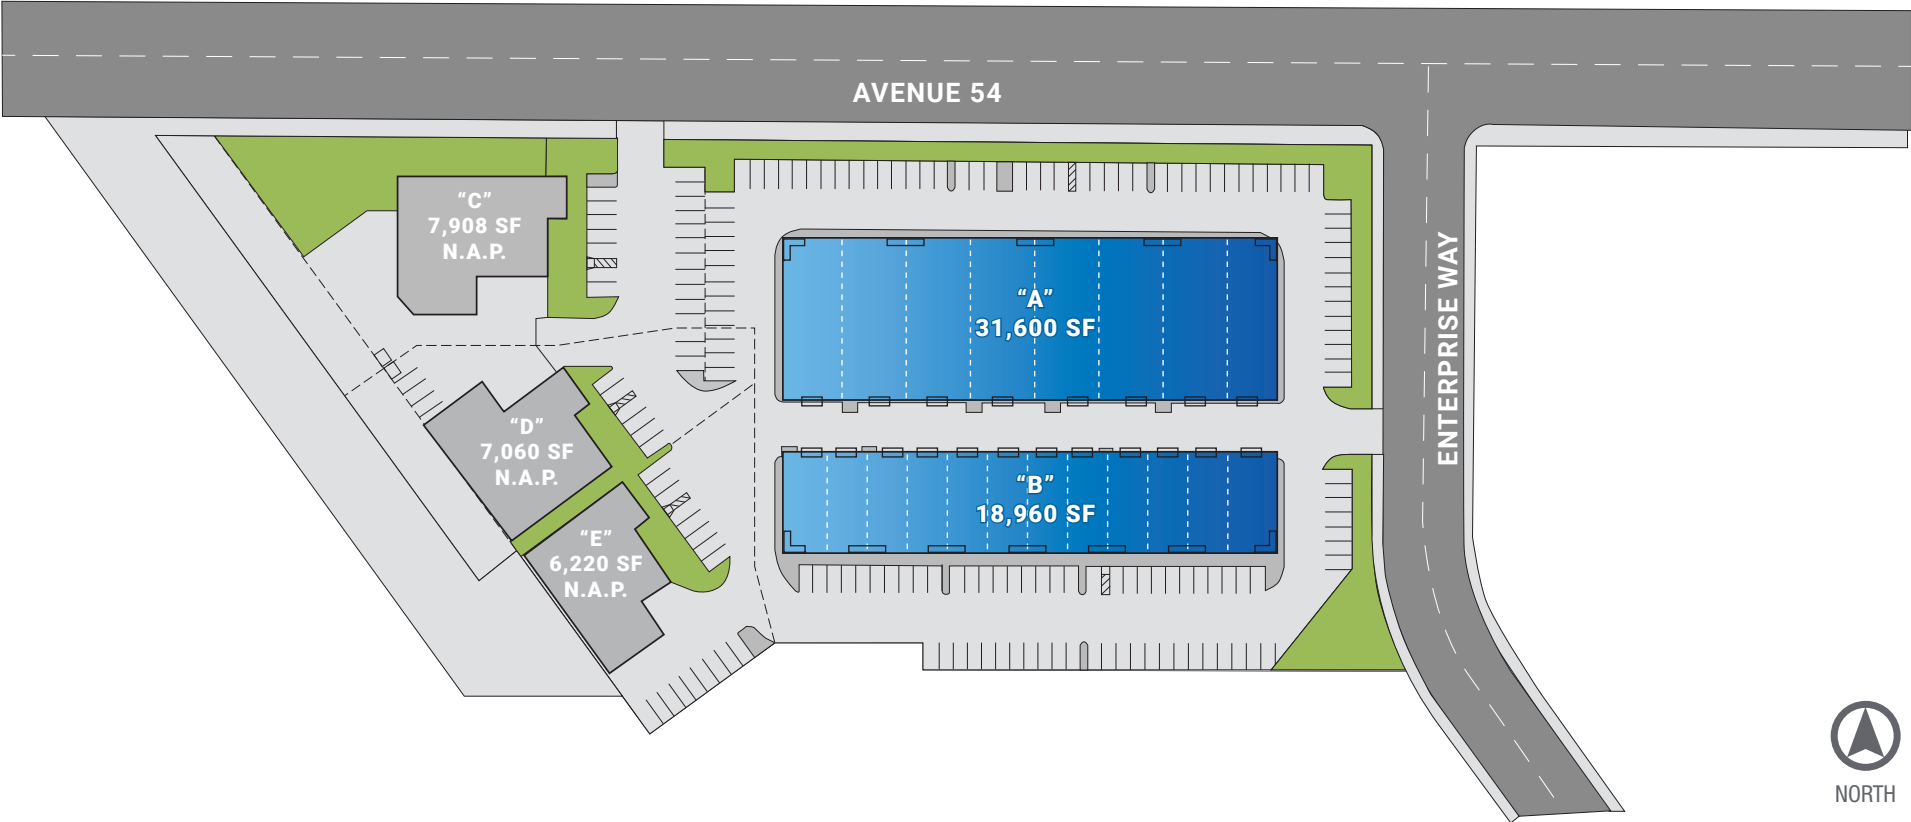 AVENUE 54
“C”
7,908 SF
N.A.P.
“A”
31,600 SF
ENTERPRISE WAY
“D”
7,060 SF
N.A.P.
“B”
18,960 SF
“E”
6,220 SF
N.A.P.
NORTH